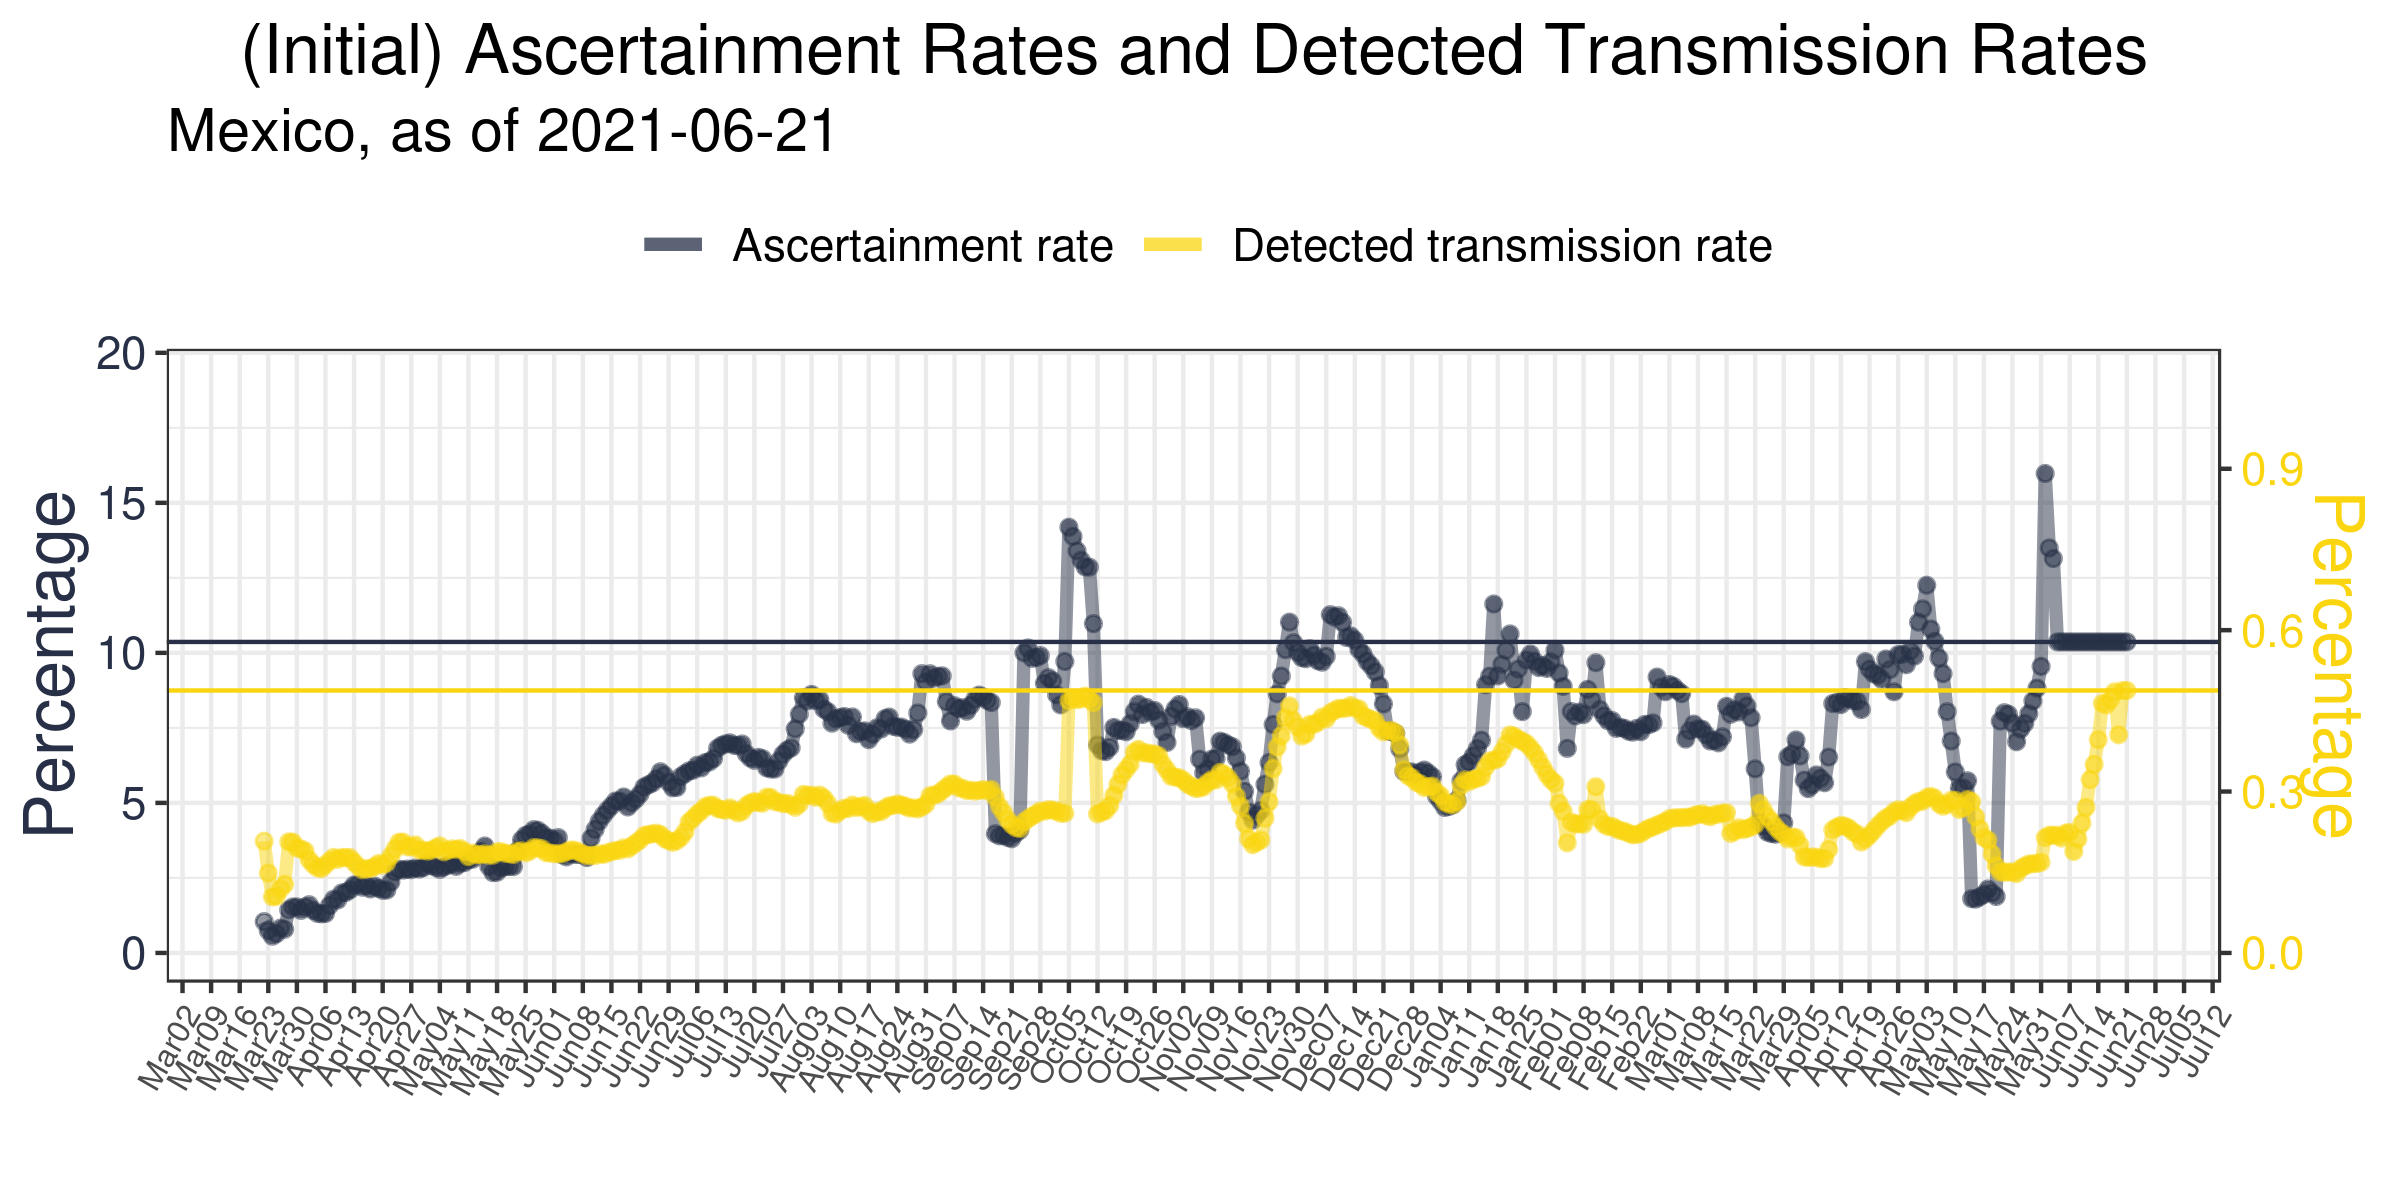 (Initial) Ascertainment Rates and Detected Transmission Rates
Mexico, as of 2021-06-21
Ascertainment rate
Detected transmission rate
Percentage
20
15
10
5
0
0.9
0.6
0.3
0.0
Percentage
Mar02
Mar09
Mar16
Mar23
Mar30
Apr06
Apr13
Apr20
Apr27
May04
May11
May18
May25
Jun01
Jun08
Jun15
Jun22
Jun29
Jul06
Jul13
Jul20
Jul27
Aug03
Aug10
Aug17
Aug24
Aug31
Sep07
Sep14
Sep21
Sep28
Oct05
Oct12
Oct19
Oct26
Nov02
Nov09
Nov16
Nov23
Nov30
Dec07
Dec14
Dec21
Dec28
Jan04
Jan11
Jan18
Jan25
Feb01
Feb08
Feb15
Feb22
Mar01
Mar08
Mar15
Mar22
Mar29
Apr05
Apr12
Apr19
Apr26
May03
May10
May17
May24
May31
Jun07
Jun14
Jun21
Jun28
Jul05
Jul12